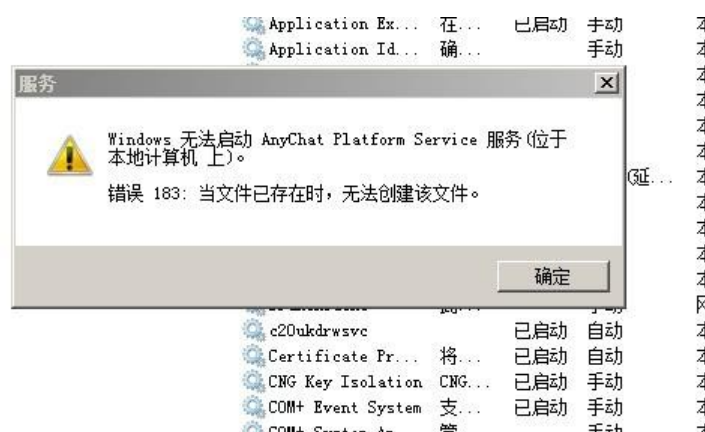 Application Ex... 在... 已启动 手动
Application Id... 确... 手动
服务
Windows 无法启动 AnyChat Platform Service 服务(位于
本地计算机 上)。
错误 183: 当文件已存在时，无法创建该文件。
(延...
确定
c2Oukdrwsvc 已启动 自动
Certificate Pr... 将... 已启动 自动
CNG Key Isolation CNG... 已启动 手动
COM+ Event System 支... 已启动 手动